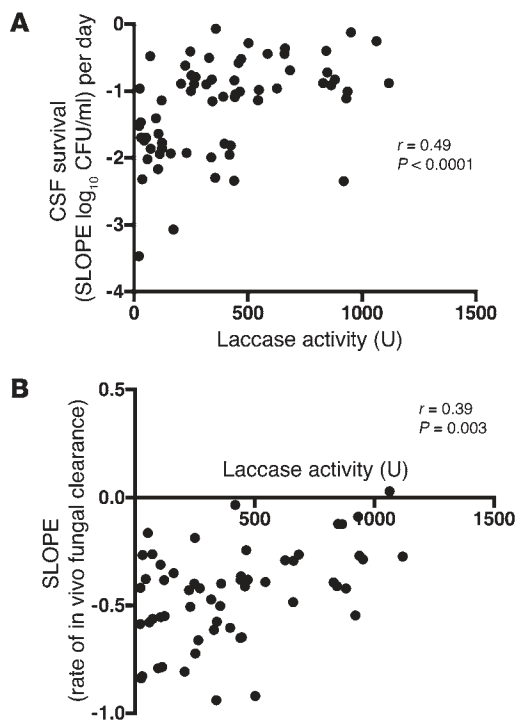 A
0
-1
-2
-3
-4
CSF survival
(SLOPE log10 CFU/ml) per day
r = 0.49
P < 0.0001
0 500 1000 1500
Laccase activity (U)
B
0.5
0.0
-0.5
-1.0
SLOPE
(rate of in vivo fungal clearance)
r = 0.39
P = 0.003
Laccase activity (U)
500 1000 1500